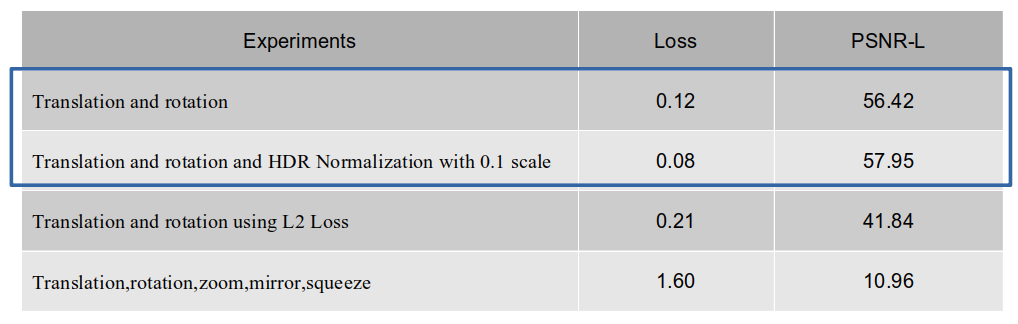 Experiments Loss PSNR-L
Translation and rotation 0.12 56.42
Translation and rotation and HDR Normalization with 0.1 scale 0.08 57.95
Translation and rotation using L2 Loss 0.21 41.84
Translation,rotation,zoom,mirror,squeeze 1.60 10.96